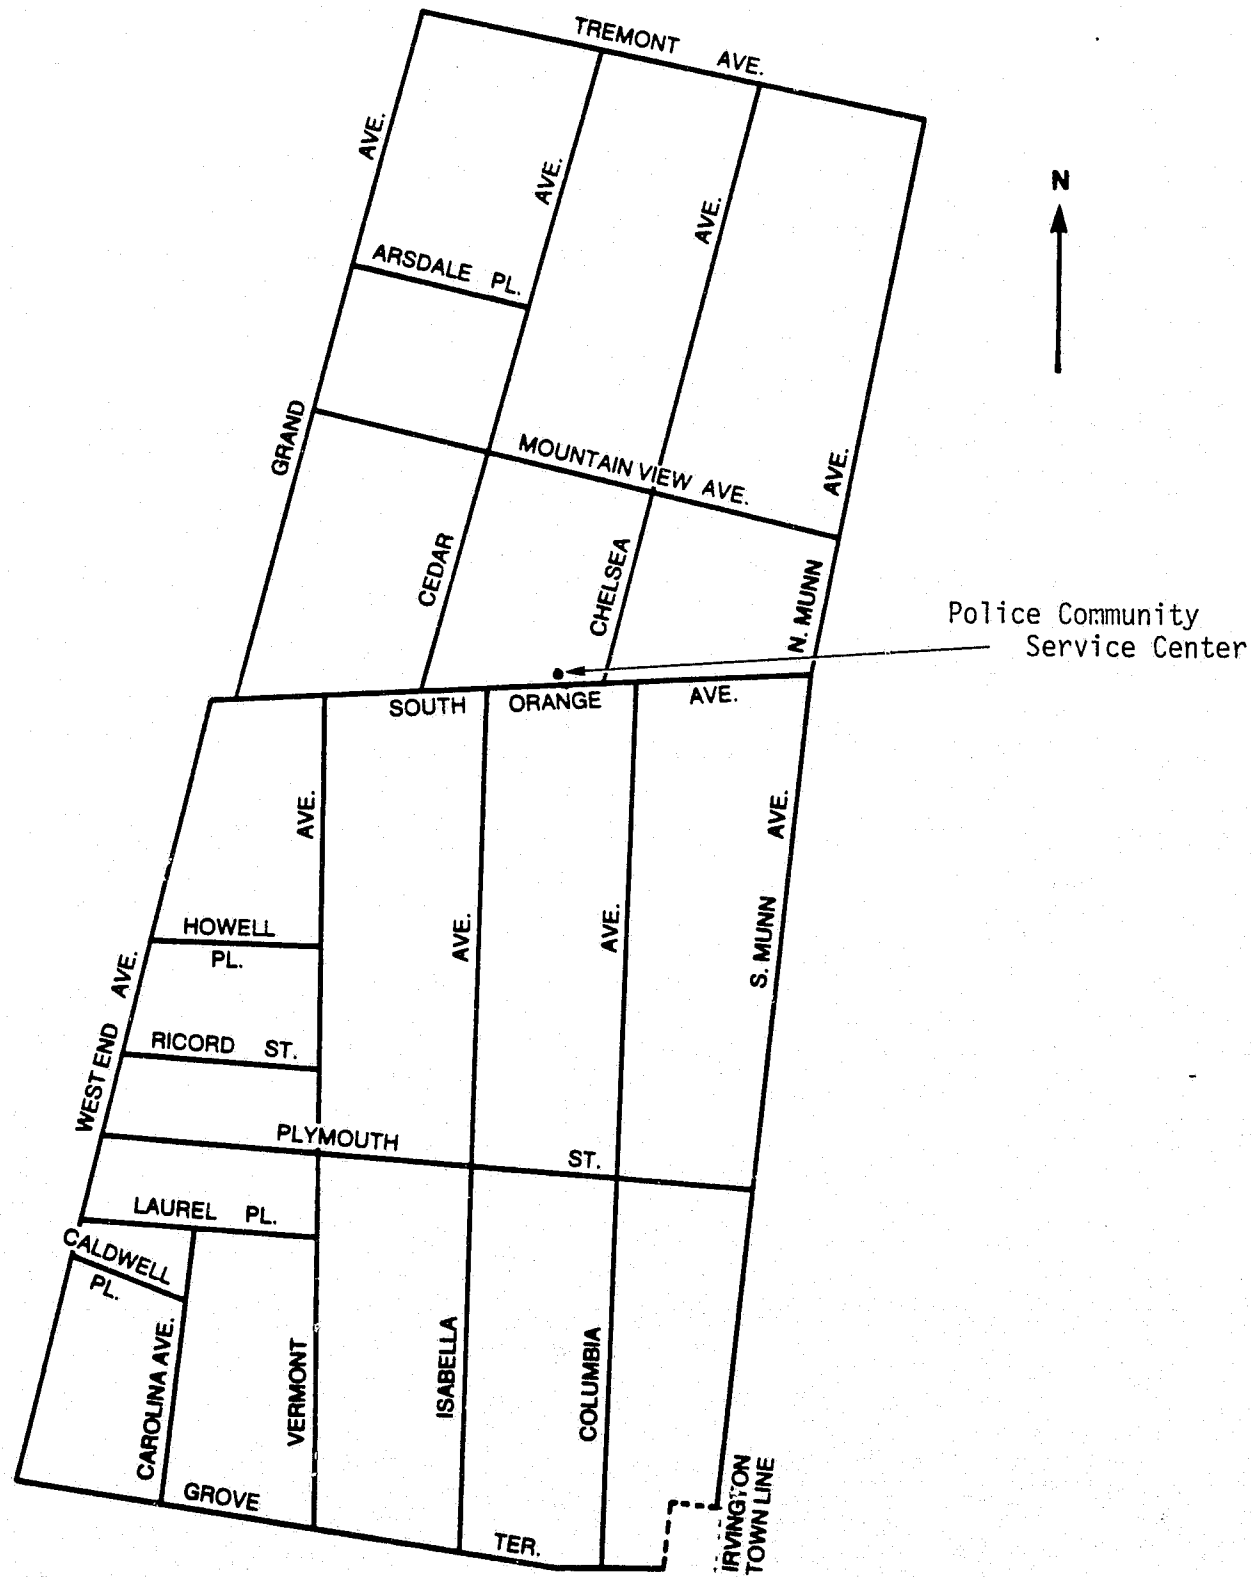 TREMONT AVE.
AVE.
AVE.
AVE.
N
ARSDALE PL.
GRAND
MOUNTAIN VIEW AVE.
AVE.
CEDAR
CHELSEA
N. MUNN
Police Community
Service Center
SOUTH ORANGE AVE.
AVE.
AVE.
HOWELL
PL.
AVE.
AVE.
S. MUNN
AVE.
WEST END
RICORD ST.
PLYMOUTH ST.
LAUREL PL.
CALDWELL
PL.
CAROLINA AVE.
VERMONT
ISABELLA
COLUMBIA
GROVE TER.
IRVINGTON
TOWN LINE